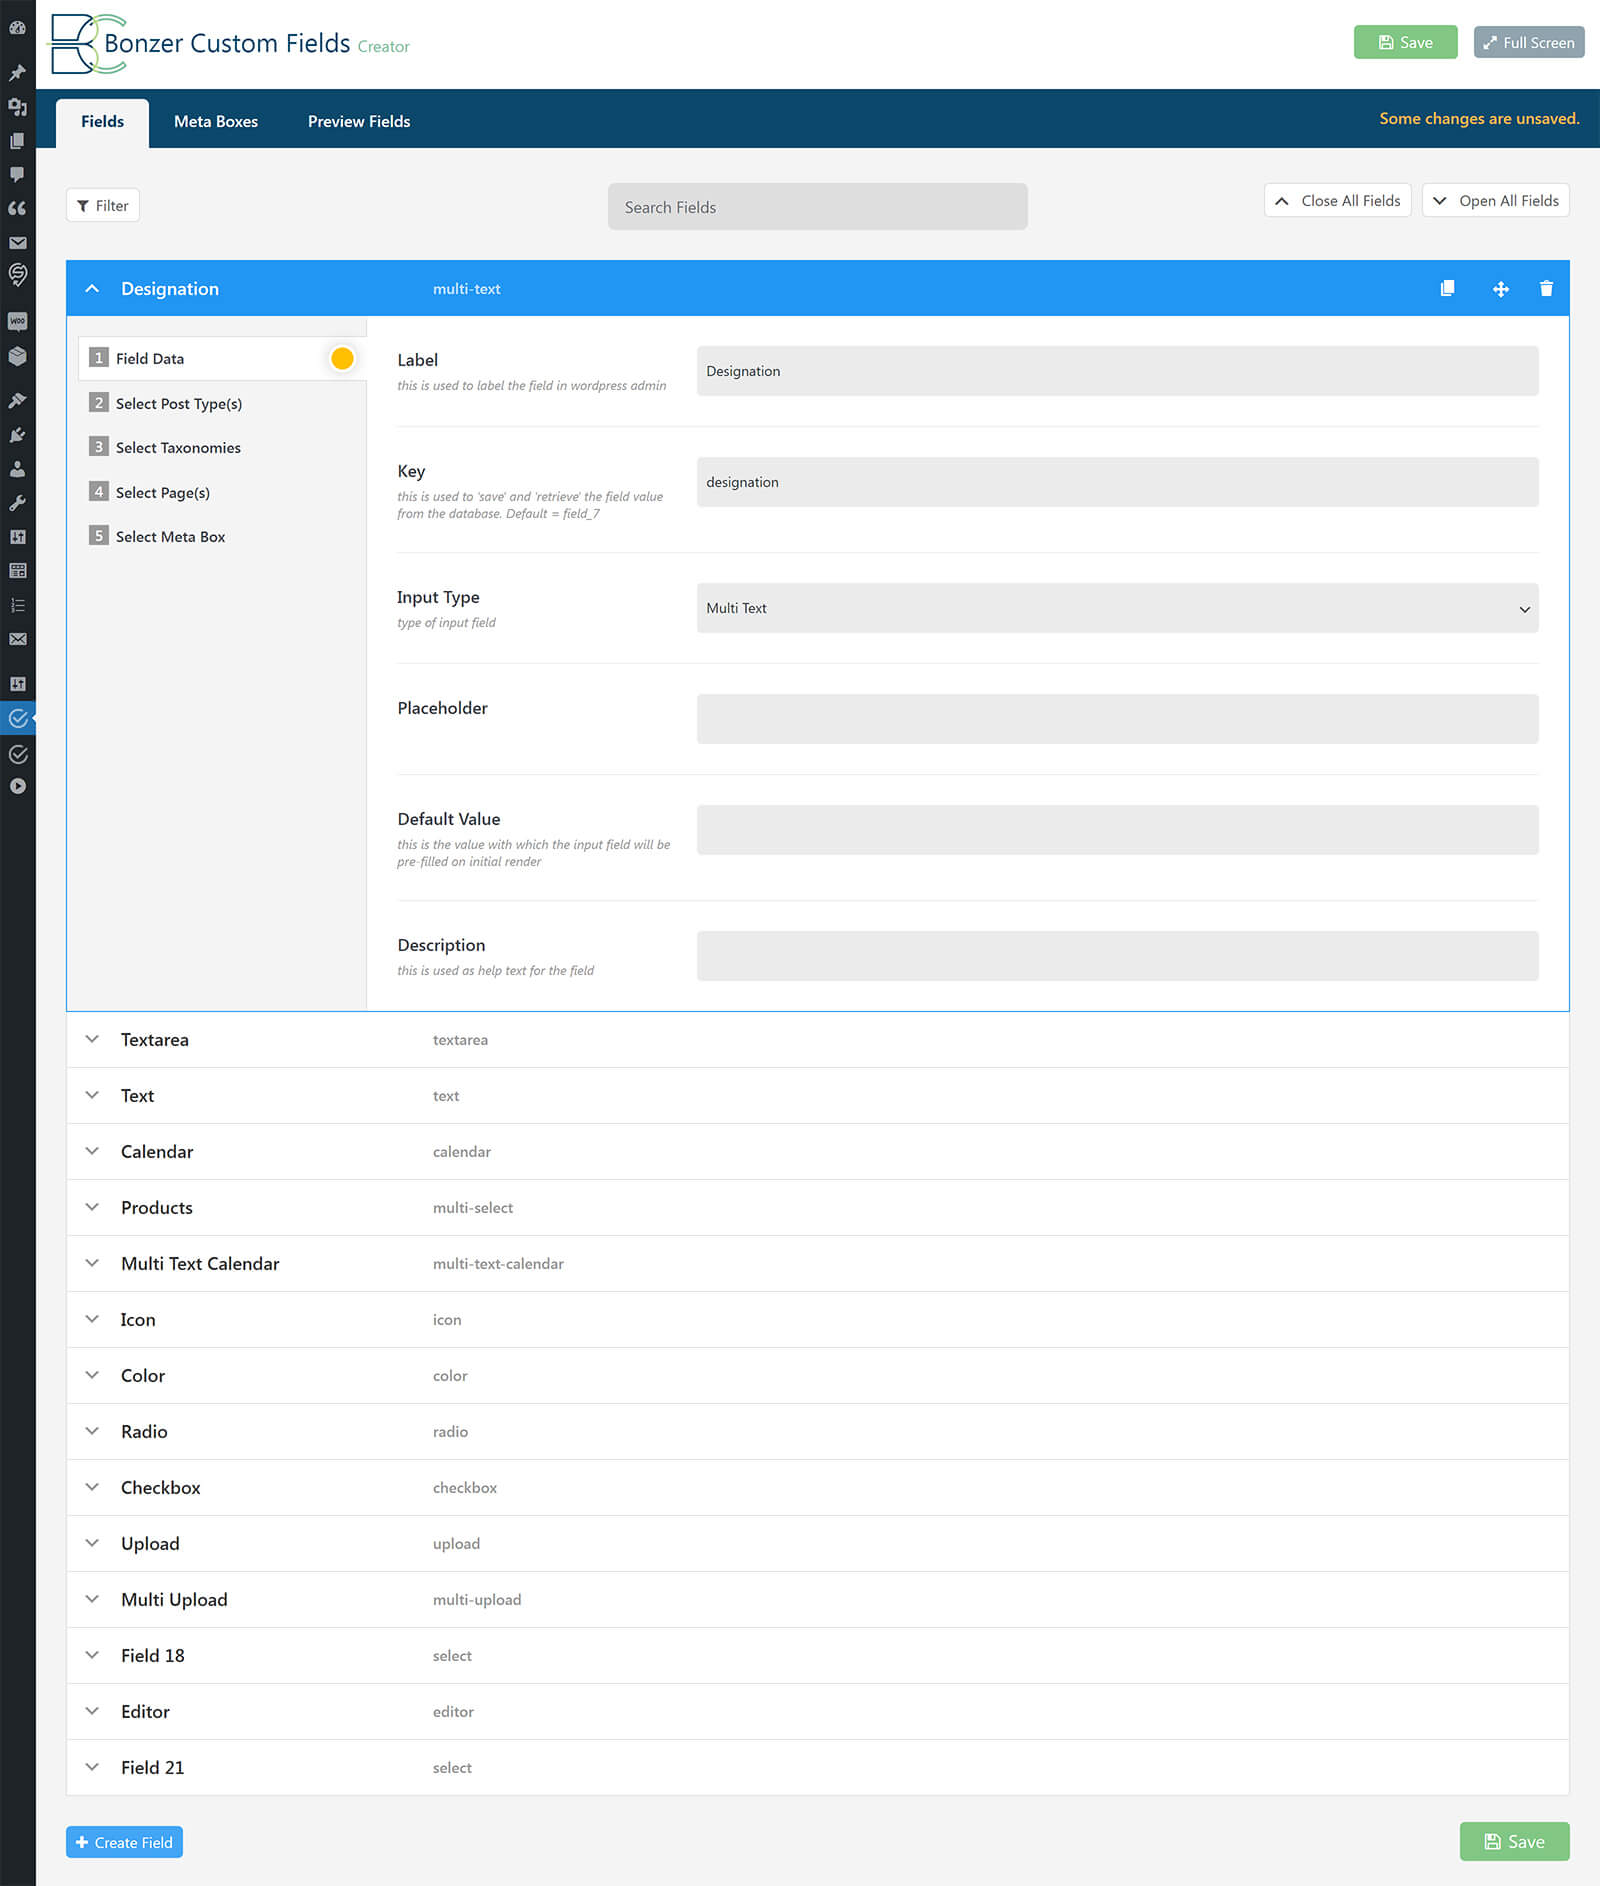 Bonzer Custom Fields Creator
Save
Full Screen
Fields
Meta Boxes
Preview Fields
Some changes are unsaved.
Filter
Search Fields
Close All Fields
Open All Fields
Designation
multi-text
1 Field Data
2 Select Post Type(s)
3 Select Taxonomies
4 Select Page(s)
5 Select Meta Box
Label
this is used to label the field in wordpress admin
Designation
Key
this is used to 'save' and 'retrieve' the field value
from the database. Default = field_7
designation
Input Type
type of input field
Multi Text
Placeholder
Default Value
this is the value with which the input field will be
pre-filled on initial render
Description
this is used as help text for the field
Textarea
textarea
Text
text
Calendar
calendar
Products
multi-select
Multi Text Calendar
multi-text-calendar
Icon
icon
Color
color
Radio
radio
Checkbox
checkbox
Upload
upload
Multi Upload
multi-upload
Field 18
select
Editor
editor
Field 21
select
Create Field
Save